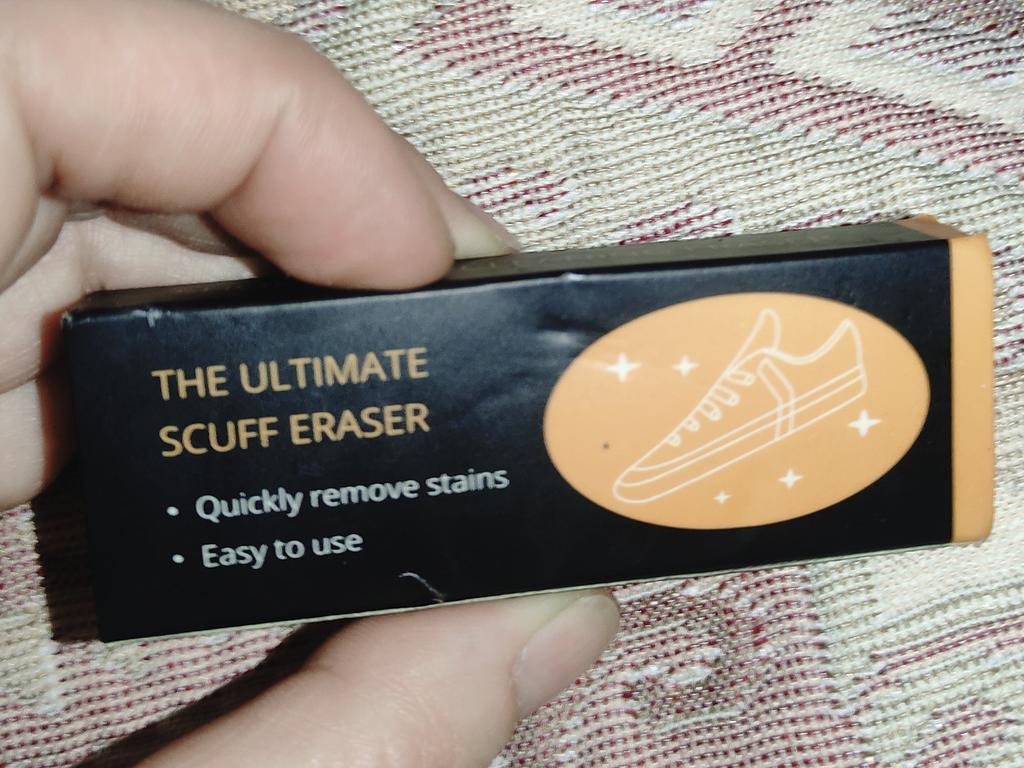 THE ULTIMATE
SCUFF ERASER
• Quickly remove stains
• Easy to use